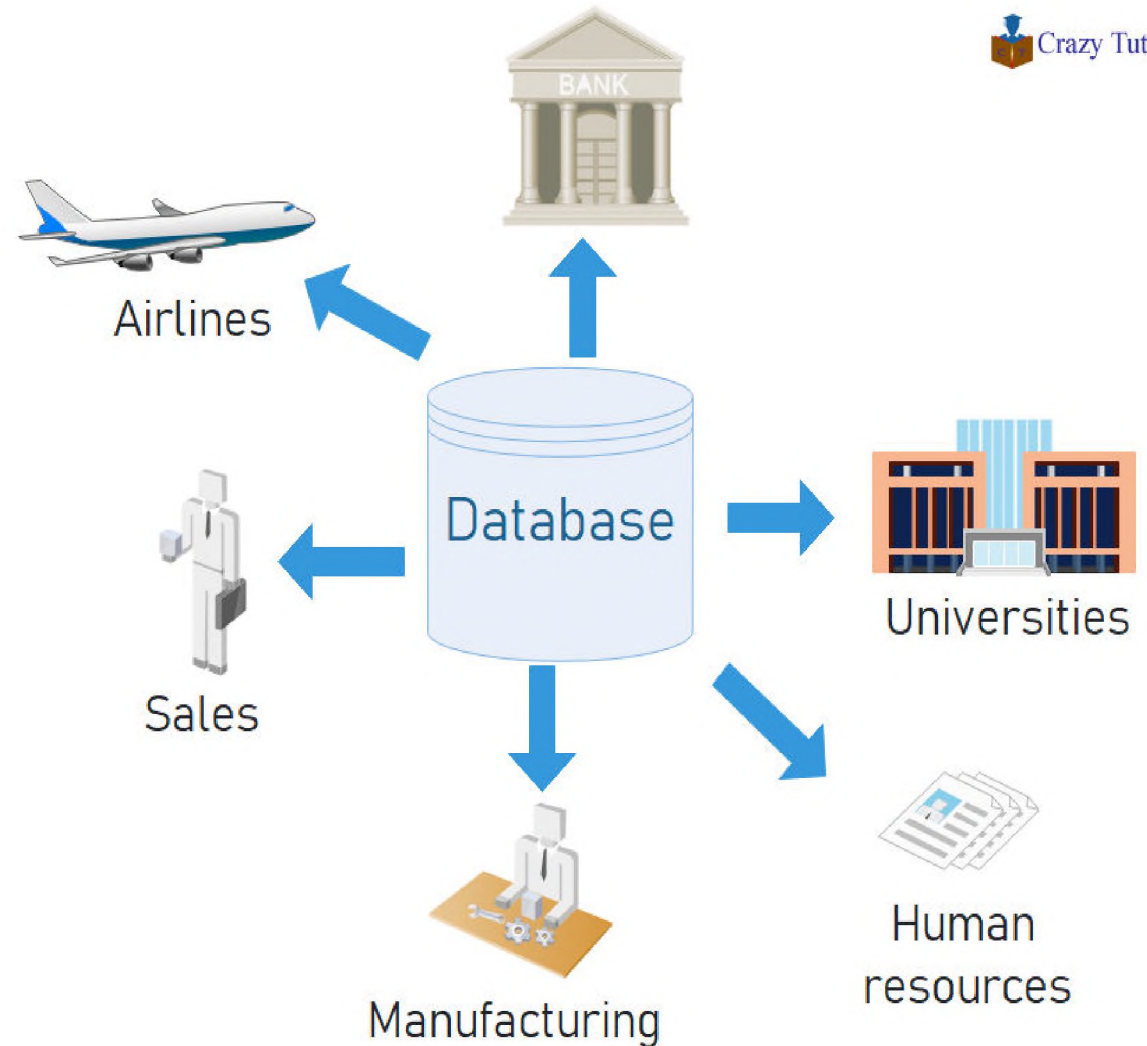 Crazy Tut
BANK
Airlines
Database
Universities
Sales
Human
resources
Manufacturing